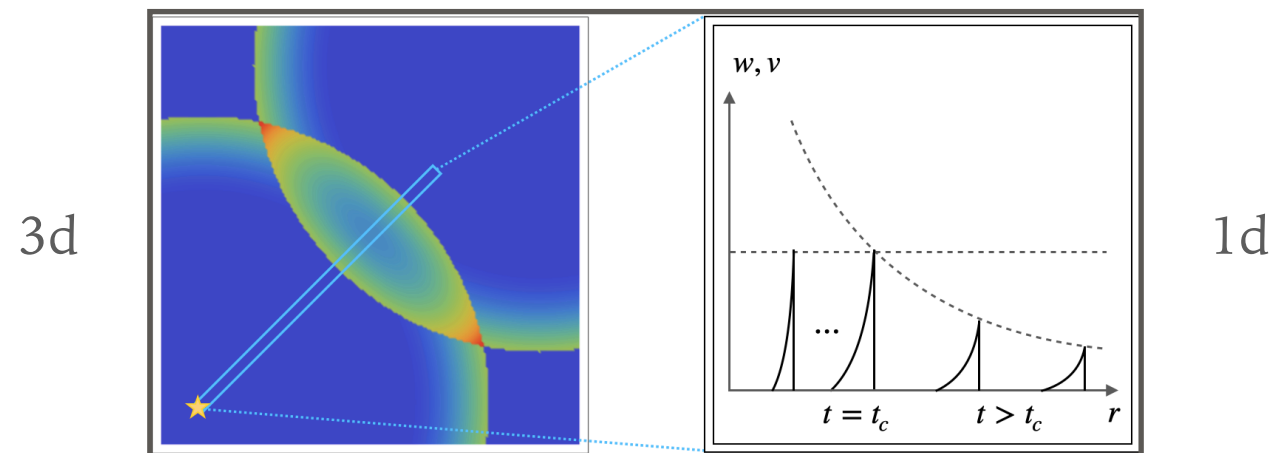 3d
w, v
...
t = t_c
t > t_c
r
1d